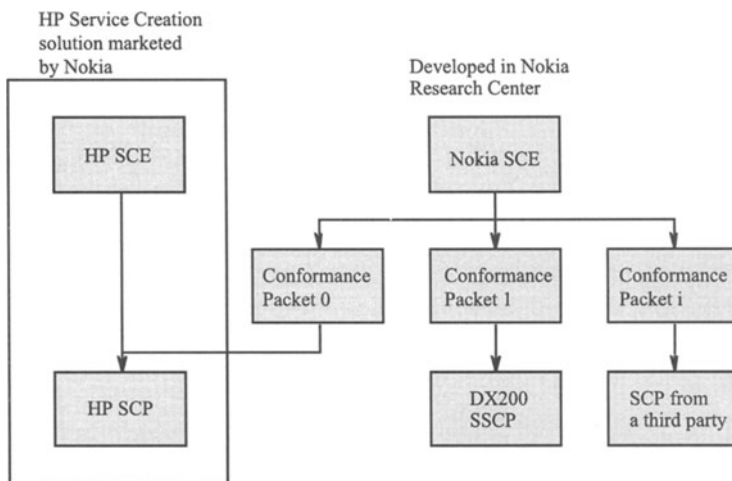 HP Service Creation
solution marketed
by Nokia
Developed in Nokia
Research Center
HP SCE
Nokia SCE
Conformance
Packet 0
Conformance
Packet 1
Conformance
Packet i
HP SCP
DX200
SSCP
SCP from
a third party